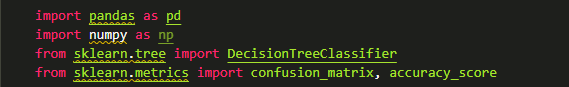 import pandas as pd
import numpy as np
from sklearn.tree import DecisionTreeClassifier
from sklearn.metrics import confusion_matrix, accuracy_score